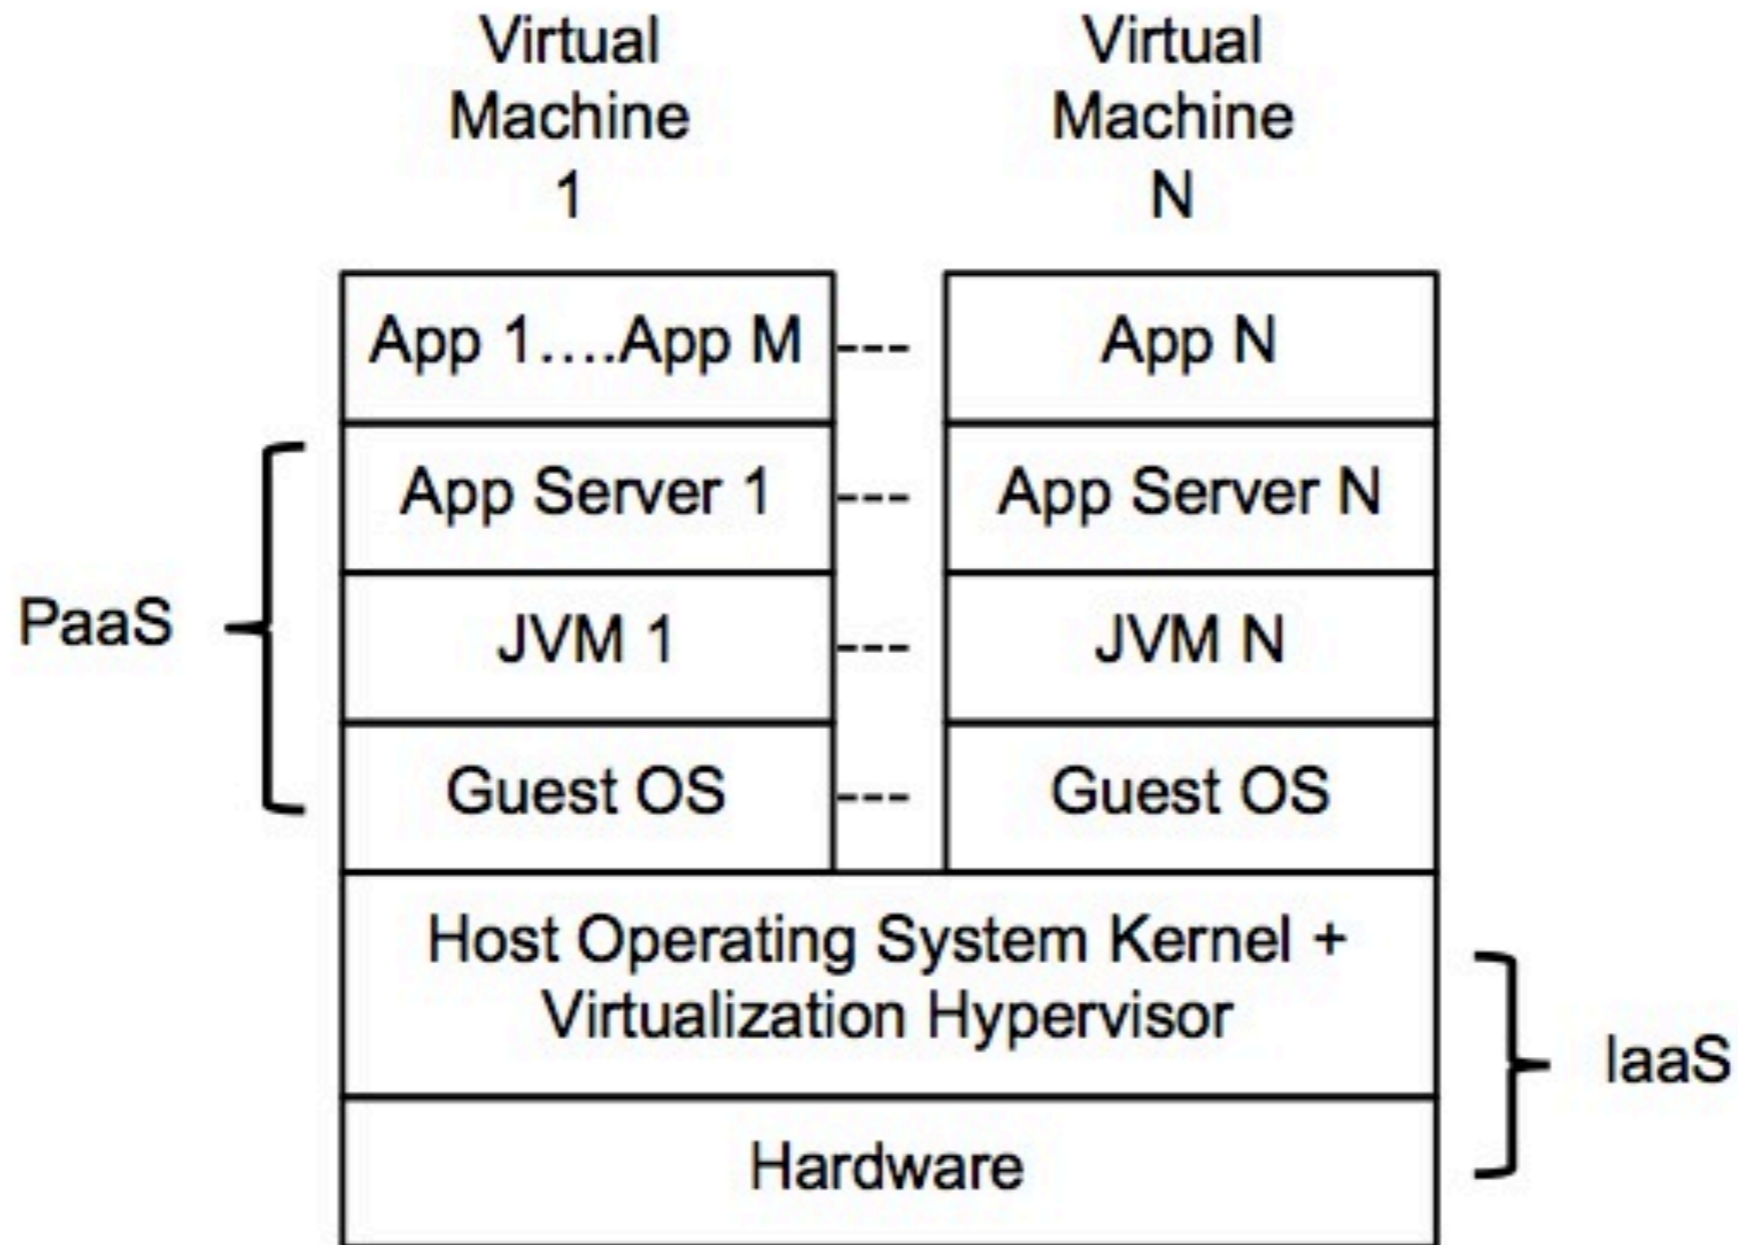 Virtual
Machine
1
Virtual
Machine
N
App 1....App M
---
App N
App Server 1
---
App Server N
PaaS
JVM 1
---
JVM N
Guest OS
---
Guest OS
Host Operating System Kernel +
Virtualization Hypervisor
IaaS
Hardware